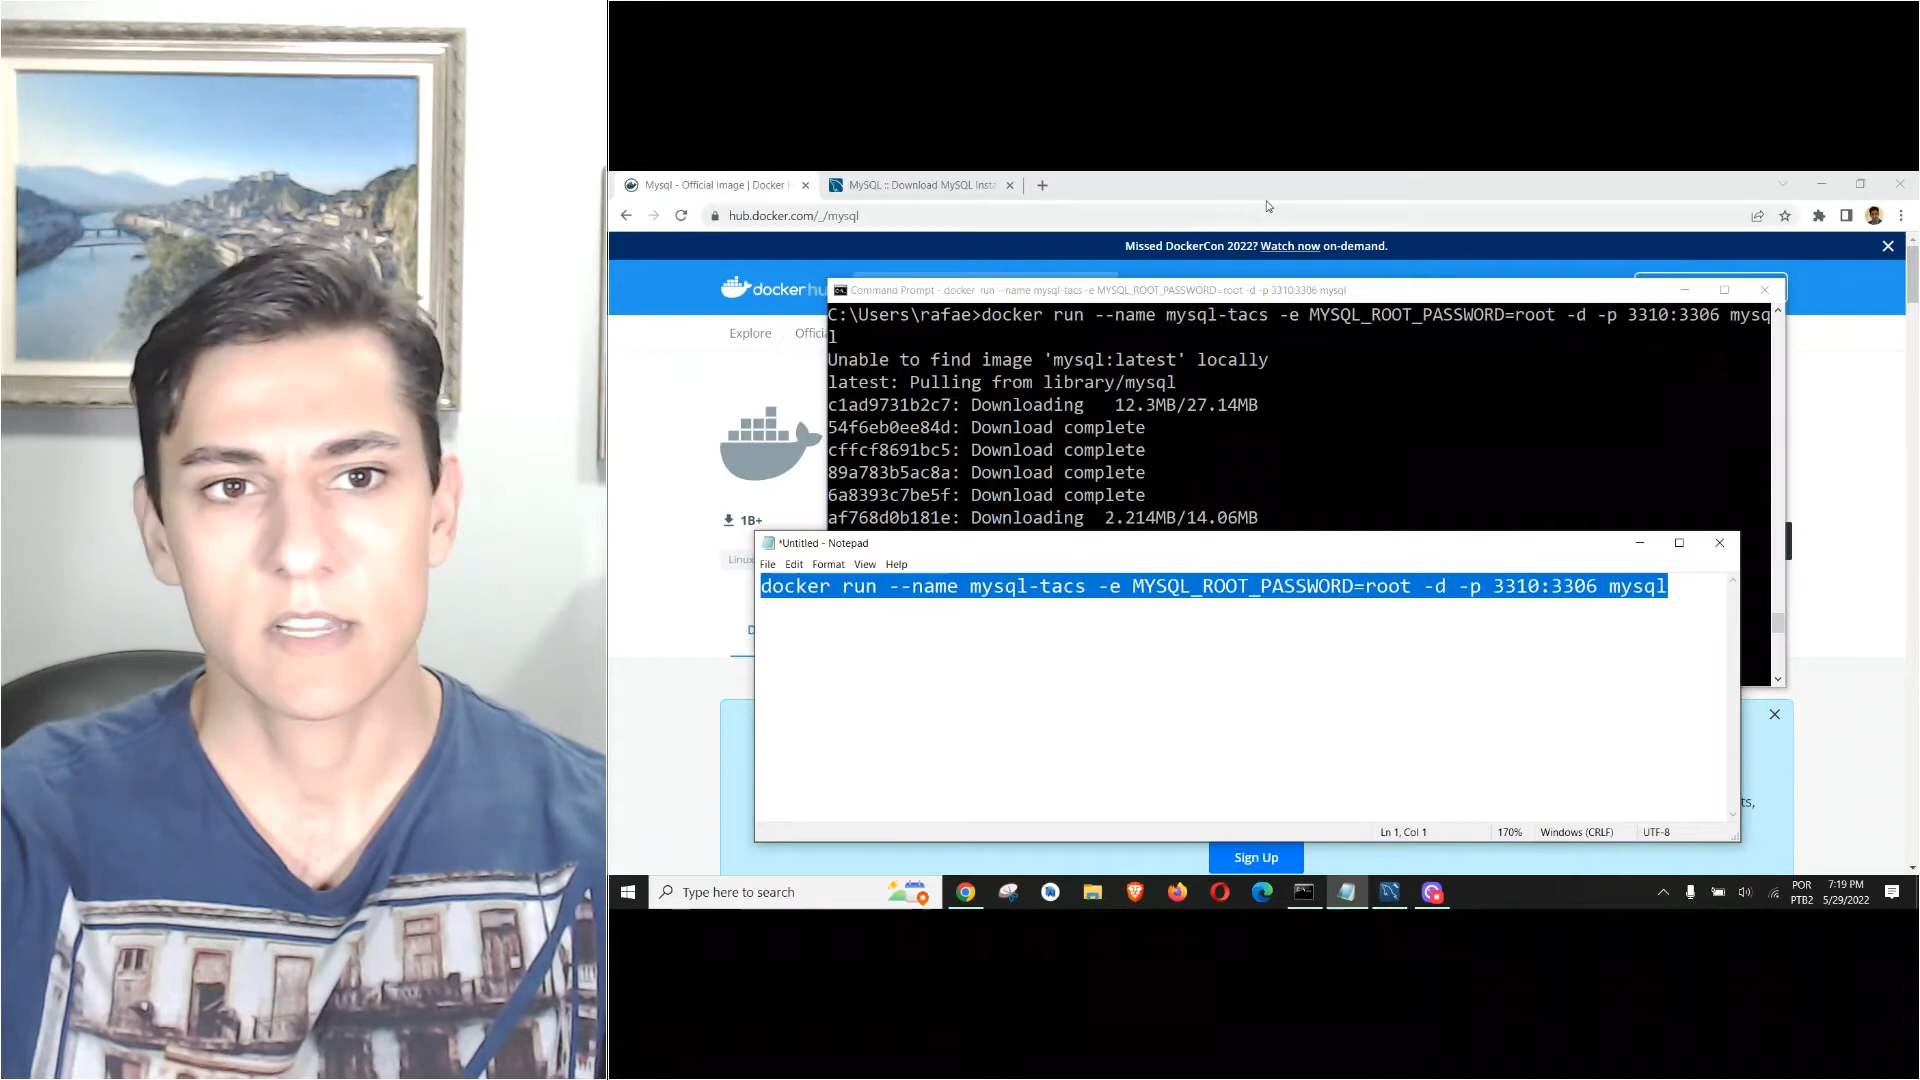 Mysql - Official Image | Docker H
MySQL :: Download MySQL Insta
hub.docker.com/_/mysql
Missed DockerCon 2022? Watch now on-demand.
docker hu
Command Prompt - docker run --name mysql-tacs -e MYSQL_ROOT_PASSWORD=root -d -p 3310:3306 mysql
C:\Users\rafae>docker run --name mysql-tacs -e MYSQL_ROOT_PASSWORD=root -d -p 3310:3306 mysq
l
Explore Offici
Unable to find image 'mysql:latest' locally
latest: Pulling from library/mysql
c1ad9731b2c7: Downloading 12.3MB/27.14MB
54f6eb0ee84d: Download complete
cffcf8691bc5: Download complete
89a783b5ac8a: Download complete
6a8393c7be5f: Download complete
af768d0b181e: Downloading 2.214MB/14.06MB
1B+
Linux
*Untitled - Notepad
File Edit Format View Help
docker run --name mysql-tacs -e MYSQL_ROOT_PASSWORD=root -d -p 3310:3306 mysql
D
ts,
Ln 1, Col 1 170% Windows (CRLF) UTF-8
Sign Up
Type here to search
POR
PTB2
7:19 PM
5/29/2022